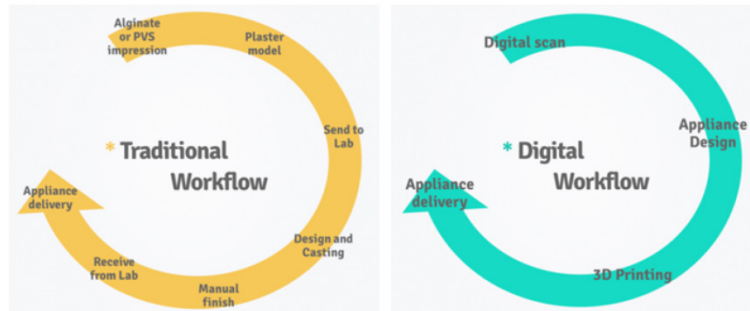 Alginate
or PVS
impression
Plaster
model
Send to
Lab
Design and
Casting
Manual
finish
Receive
from Lab
Appliance
delivery
* Traditional
Workflow
Digital scan
Appliance
Design
3D Printing
Appliance
delivery
* Digital
Workflow